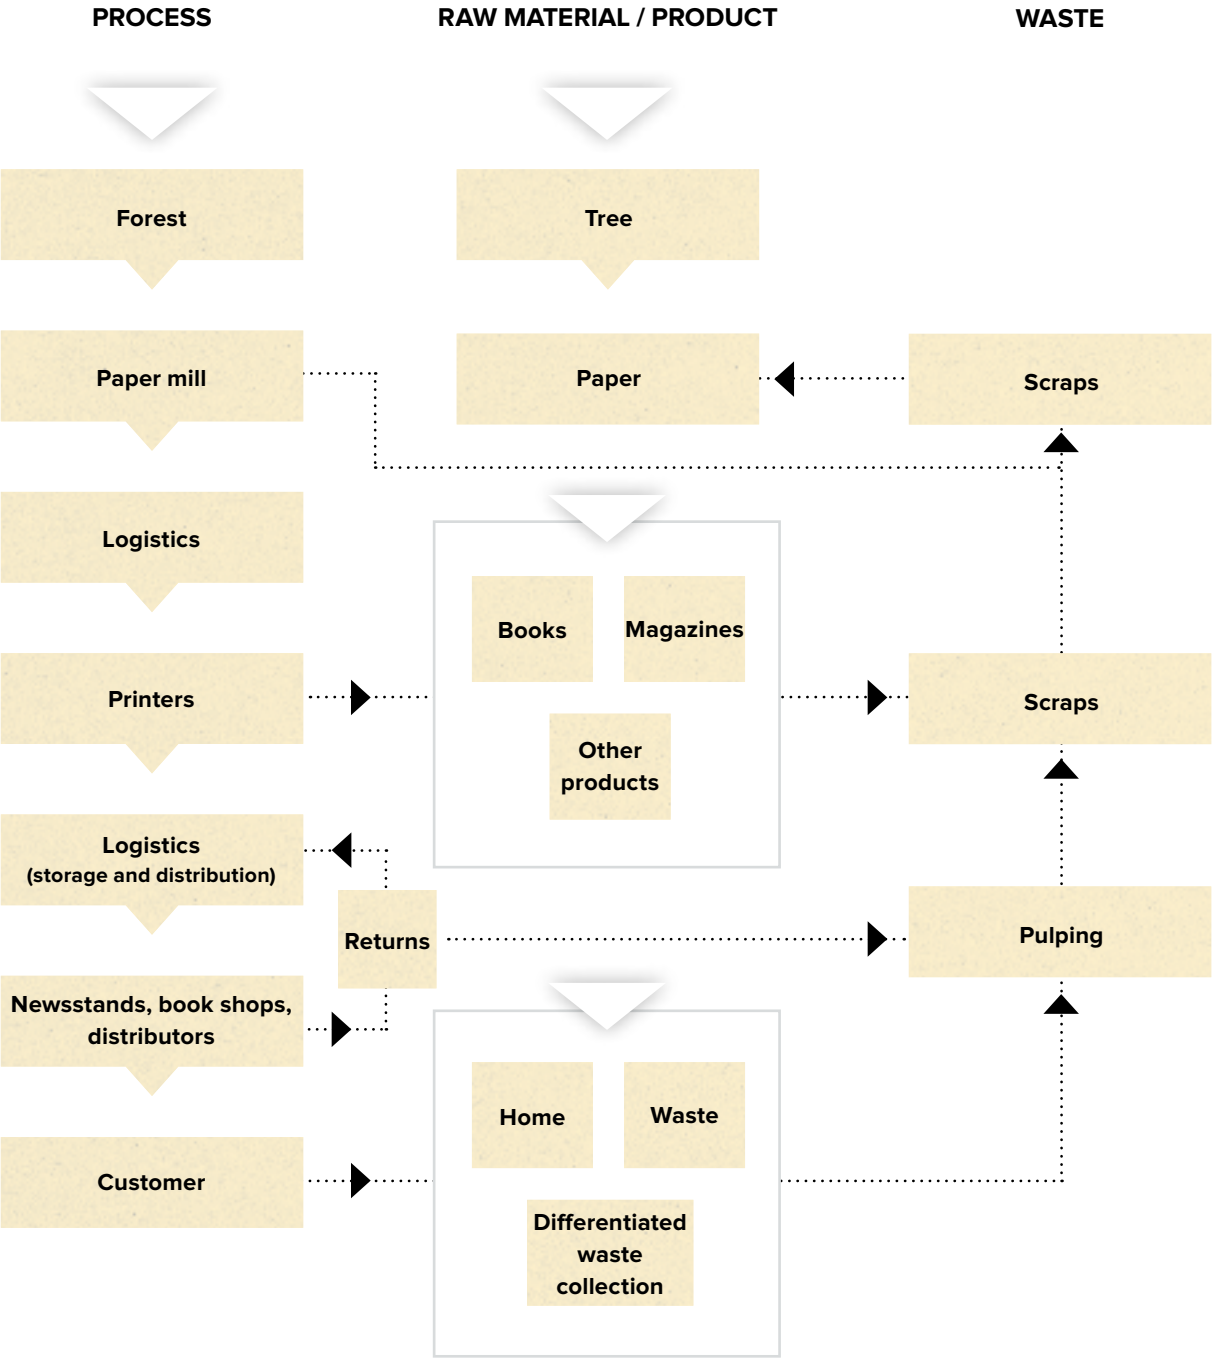 PROCESS
RAW MATERIAL / PRODUCT
WASTE
Forest
Tree
Paper mill
Paper
Scraps
Logistics
Books
Magazines
Printers
Scraps
Other
products
Logistics
(storage and distribution)
Returns
Pulping
Newsstands, book shops,
distributors
Home
Waste
Customer
Differentiated
waste
collection